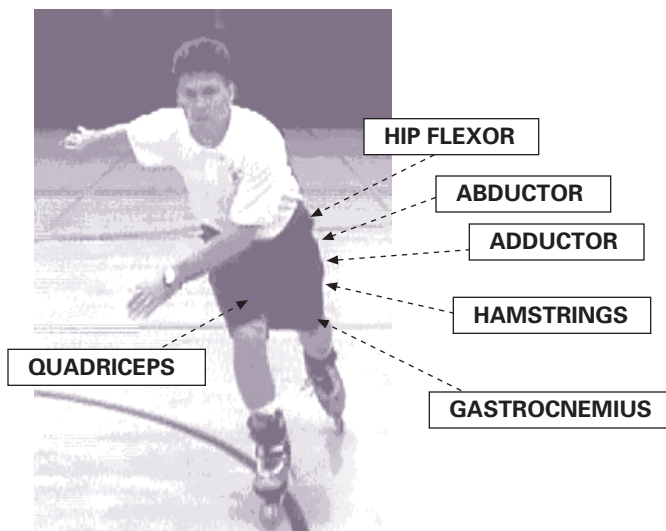 HIP FLEXOR
ABDUCTOR
ADDUCTOR
HAMSTRINGS
QUADRICEPS
GASTROCNEMIUS